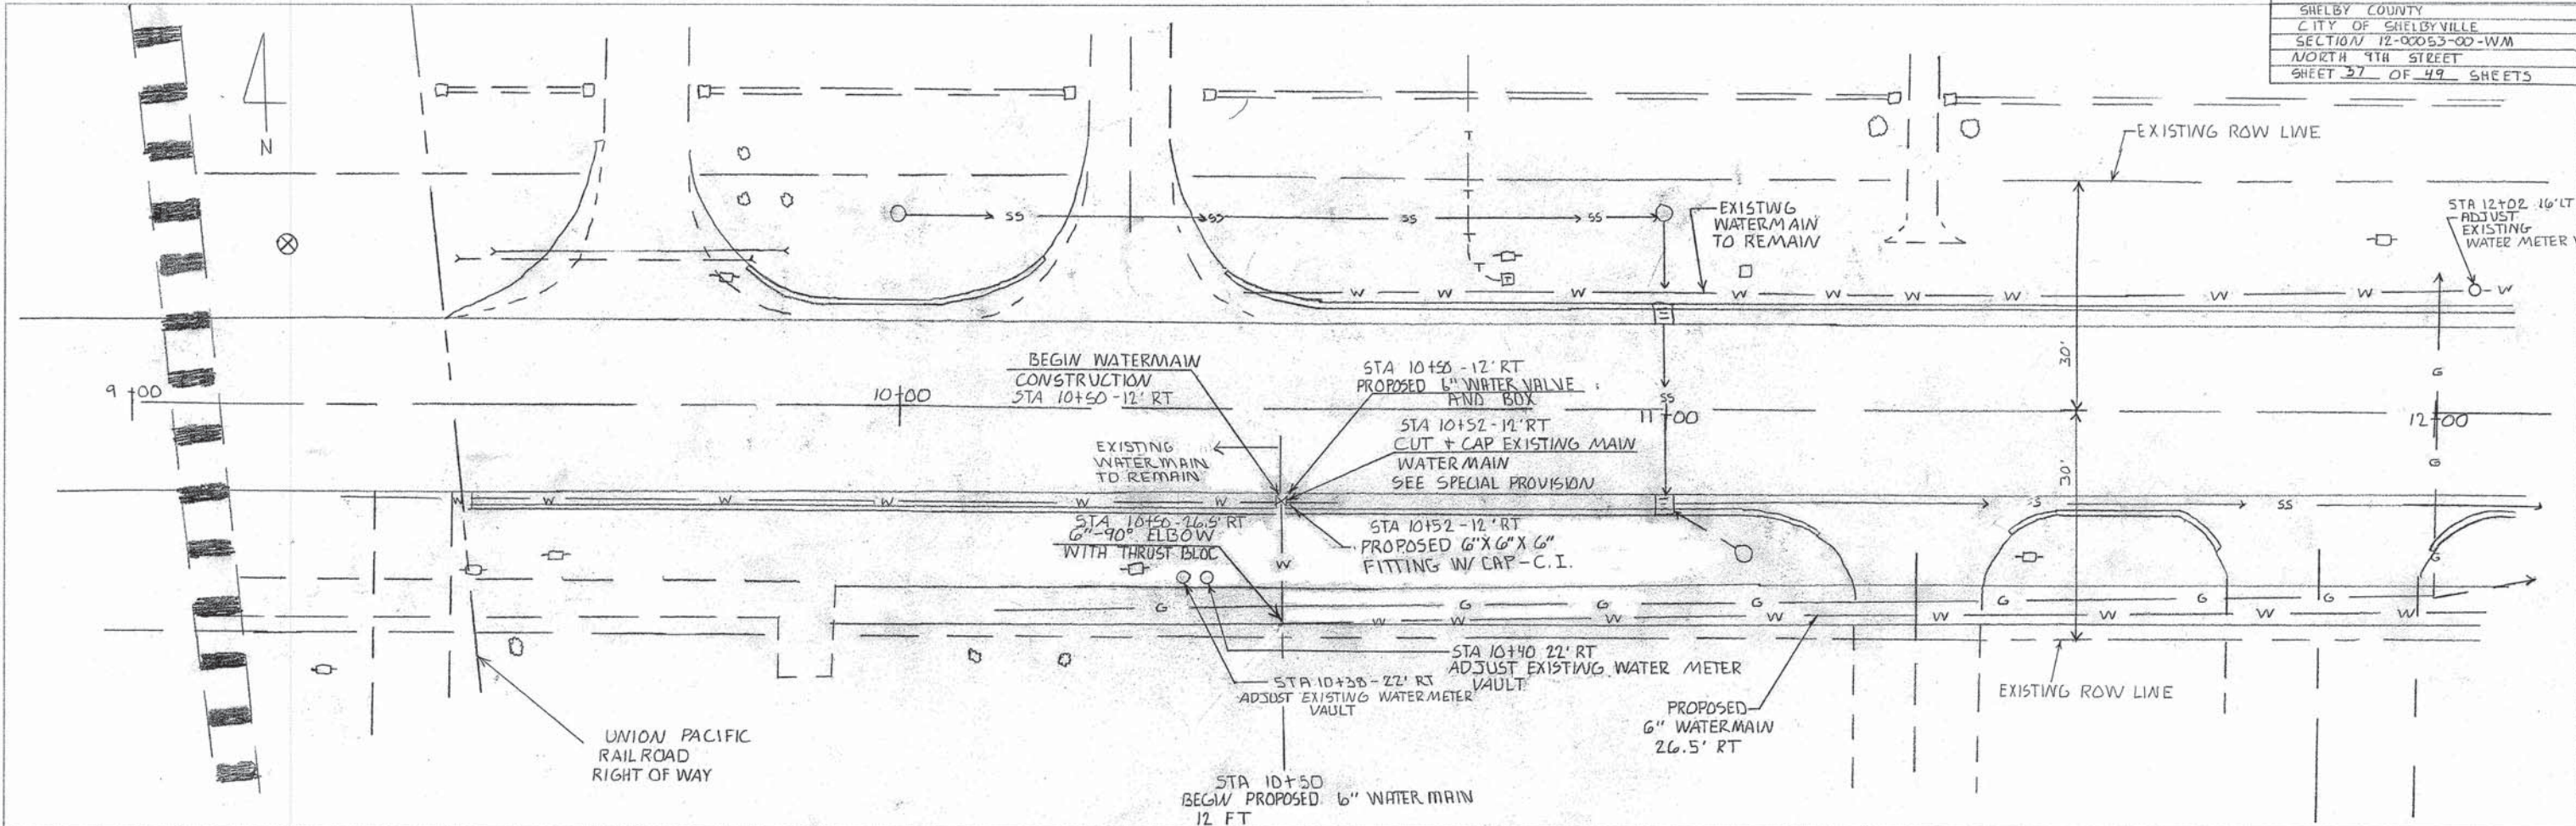 SHELBY COUNTY
CITY OF SHELBYVILLE
SECTION 12-00053-00-WM
NORTH 9TH STREET
SHEET 37 OF 49 SHEETS
N
EXISTING ROW LINE
STA 12+02 16' LT
ADJUST
EXISTING
WATER METER
T
T
T
T
T
SS
SS
SS
SS
EXISTING
WATERMAIN
TO REMAIN
W W W W W W W W W W
9+00
10+00
11+00
12+00
30'
30'
G
G
SS
BEGIN WATERMAIN
CONSTRUCTION
STA 10+50-12' RT
STA 10+50-12' RT
PROPOSED 6" WATER VALVE
AND BOX
STA 10+52-12' RT
CUT + CAP EXISTING MAIN
WATERMAIN
SEE SPECIAL PROVISION
EXISTING
WATERMAIN
TO REMAIN
W W W W W W
SS SS
STA 10+50-26.5' RT
6"-90° ELBOW
WITH THRUST BLOC
STA 10+52-12' RT
PROPOSED 6"X6"X6"
FITTING W/ CAP-C.I.
W
G
G G G G G G G
W W W W W W W
STA 10+40 22' RT
ADJUST EXISTING WATER METER
VAULT
STA 10+38-22' RT
ADJUST EXISTING WATERMETER
VAULT
PROPOSED
6" WATERMAIN
26.5' RT
EXISTING ROW LINE
UNION PACIFIC
RAILROAD
RIGHT OF WAY
STA 10+50
BEGIN PROPOSED 6" WATERMAIN
12 FT